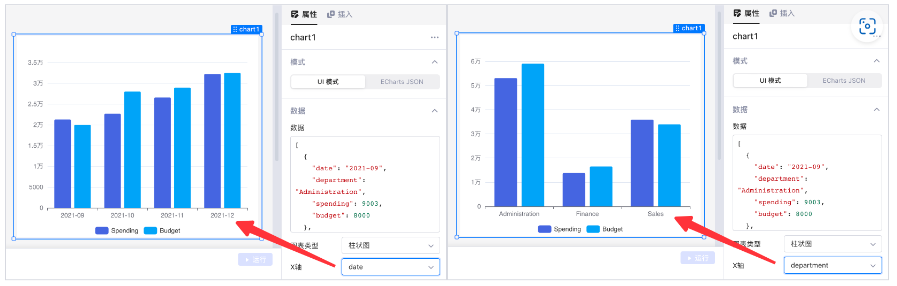 属性
插入
chart1
chart1
模式
UI 模式
ECharts JSON
数据
数据
[
{
"date": "2021-09",
"department":
"Administration",
"spending": 9003,
"budget": 8000
},
图表类型
柱状图
X轴
date
3.5万
3万
2.5万
2万
1.5万
1万
5000
0
2021-09
2021-10
2021-11
2021-12
Spending
Budget
运行
属性
插入
chart1
chart1
模式
UI 模式
ECharts JSON
数据
数据
[
{
"date": "2021-09",
"department":
"Administration",
"spending": 9003,
"budget": 8000
},
图表类型
柱状图
X轴
department
6万
5万
4万
3万
2万
1万
0
Administration
Finance
Sales
Spending
Budget
运行